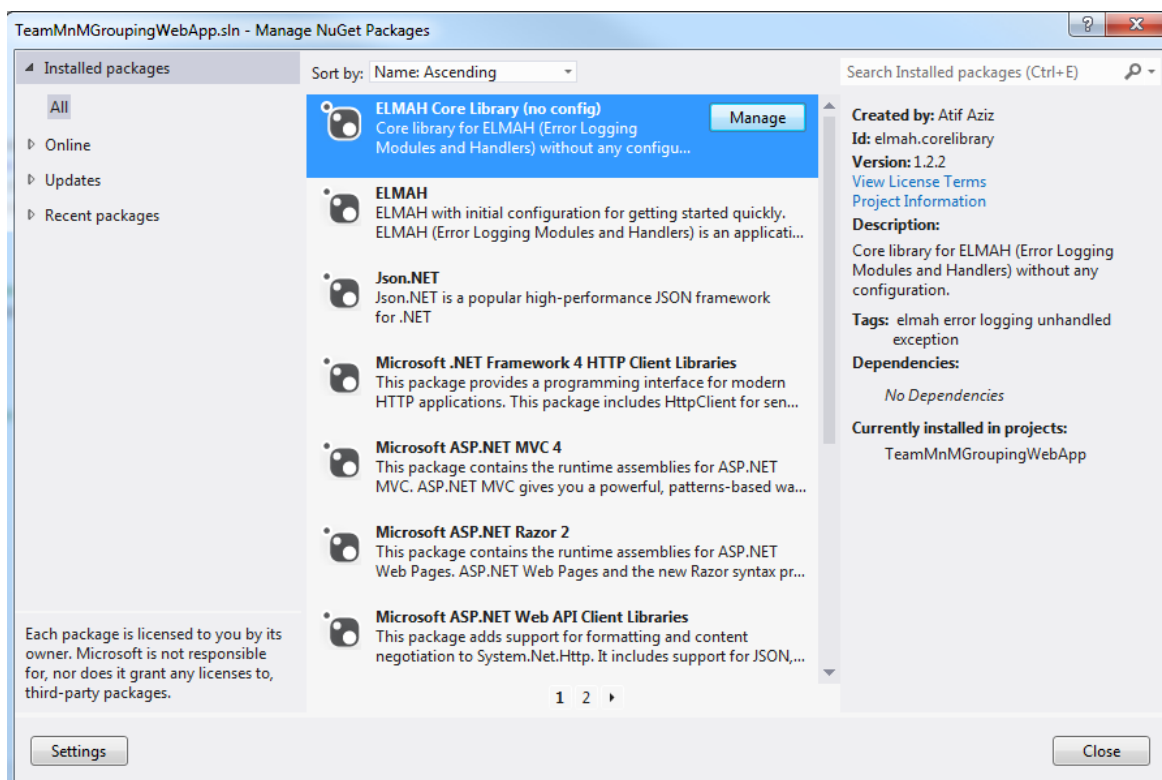 TeamMnMGroupingWebApp.sln - Manage NuGet Packages
Installed packages
All
Online
Updates
Recent packages
Each package is licensed to you by its
owner. Microsoft is not responsible
for, nor does it grant any licenses to,
third-party packages.
Sort by: Name: Ascending
ELMAH Core Library (no config)
Core library for ELMAH (Error Logging
Modules and Handlers) without any configu...
Manage
ELMAH
ELMAH with initial configuration for getting started quickly.
ELMAH (Error Logging Modules and Handlers) is an applicati...
Json.NET
Json.NET is a popular high-performance JSON framework
for .NET
Microsoft .NET Framework 4 HTTP Client Libraries
This package provides a programming interface for modern
HTTP applications. This package includes HttpClient for sen...
Microsoft ASP.NET MVC 4
This package contains the runtime assemblies for ASP.NET
MVC. ASP.NET MVC gives you a powerful, patterns-based wa...
Microsoft ASP.NET Razor 2
This package contains the runtime assemblies for ASP.NET
Web Pages. ASP.NET Web Pages and the new Razor syntax pr...
Microsoft ASP.NET Web API Client Libraries
This package adds support for formatting and content
negotiation to System.Net.Http. It includes support for JSON,...
1 2
Search Installed packages (Ctrl+E)
Created by: Atif Aziz
Id: elmah.corelibrary
Version: 1.2.2
View License Terms
Project Information
Description:
Core library for ELMAH (Error Logging
Modules and Handlers) without any
configuration.
Tags: elmah error logging unhandled
exception
Dependencies:
No Dependencies
Currently installed in projects:
TeamMnMGroupingWebApp
Settings
Close